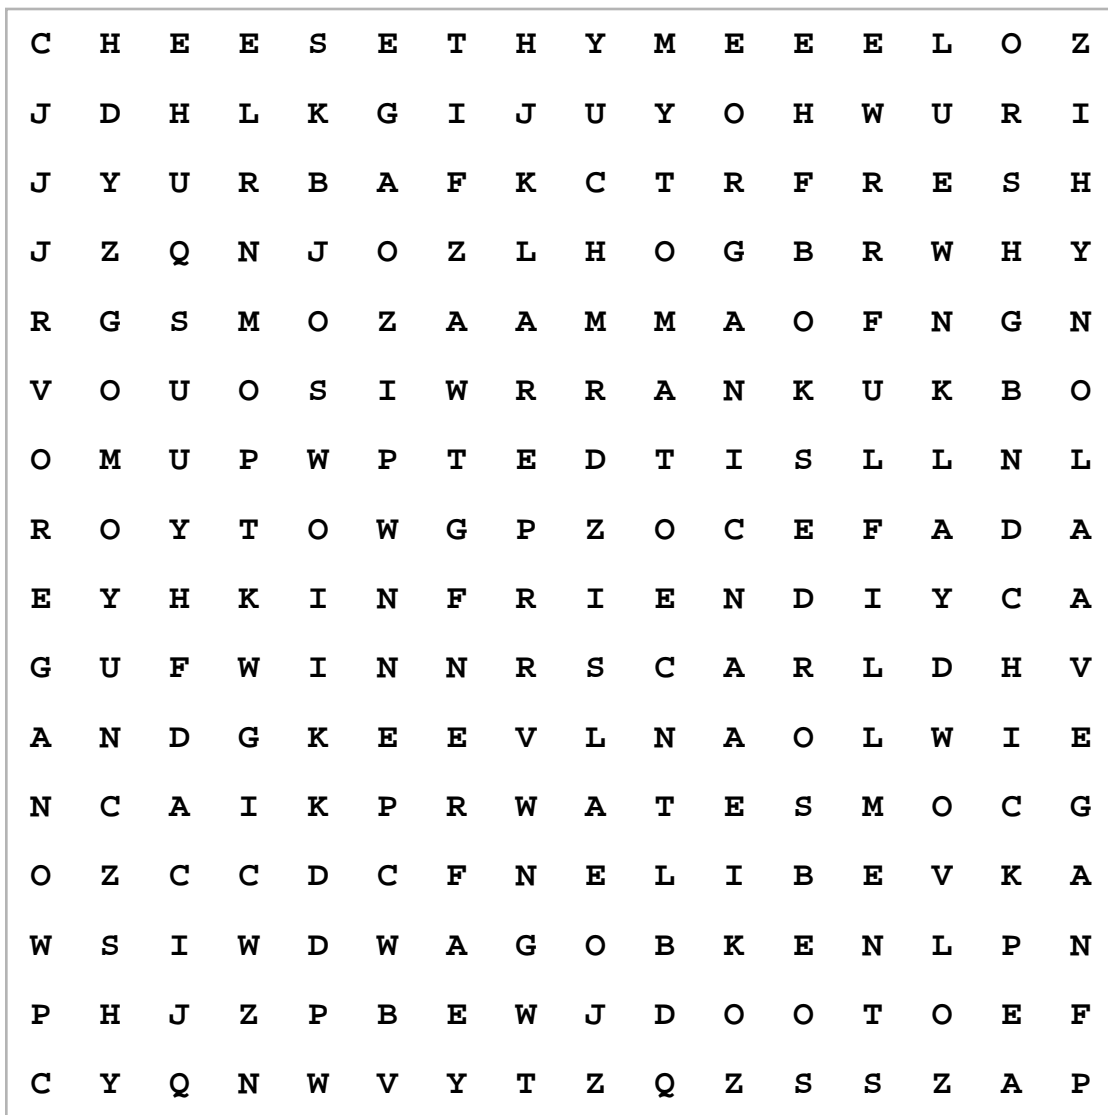 C H E E S E T H Y M E E E L O Z
J D H L K G I J U Y O H W U R I
J Y U R B A F K C T R F R E S H
J Z Q N J O Z L H O G B R W H Y
R G S M O Z A A M M A O F N G N
V O U O S I W R R A N K U K B O
O M U P W P T E D T I S L L N L
R O Y T O W G P Z O C E F A D A
E Y H K I N F R I E N D I Y C A
G U F W I N N R S C A R L D H V
A N D G K E E V L N A O L W I E
N C A I K P R W A T E S M O C G
O Z C C D C F N E L I B E V K A
W S I W D W A G O B K E N L P N
P H J Z P B E W J D O O T O E F
C Y Q N W V Y T Z Q Z S S Z A P